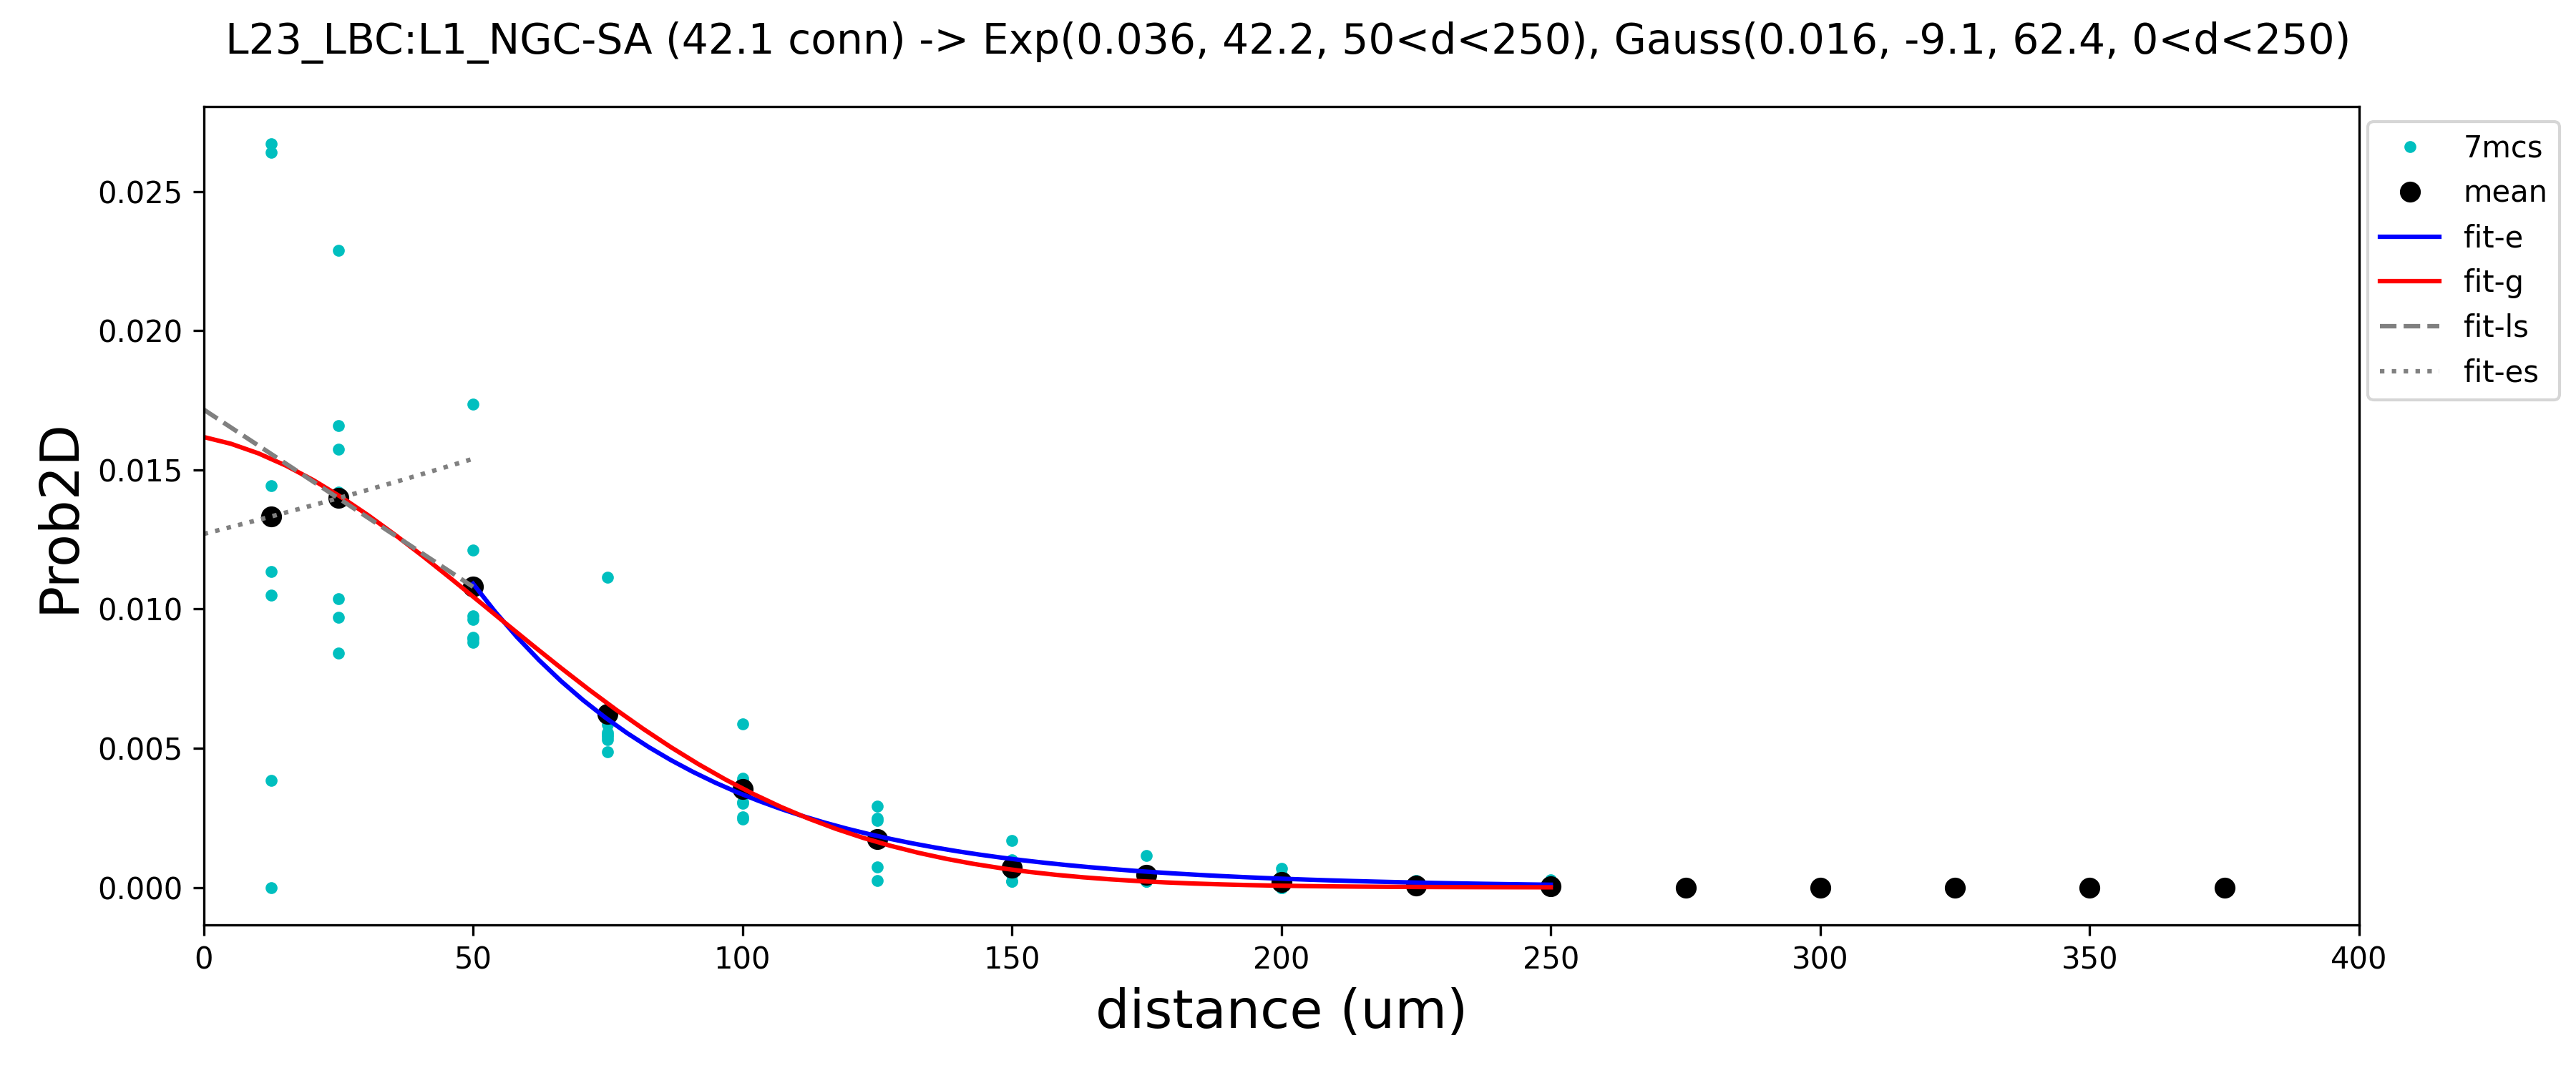 L23_LBC:L1_NGC-SA (42.1 conn) -> Exp(0.036, 42.2, 50<d<250), Gauss(0.016, -9.1, 62.4, 0<d<250)
7mcs
mean
fit-e
fit-g
fit-ls
fit-es
Prob2D
0.025
0.020
0.015
0.010
0.005
0.000
0 50 100 150 200 250 300 350 400
distance (um)